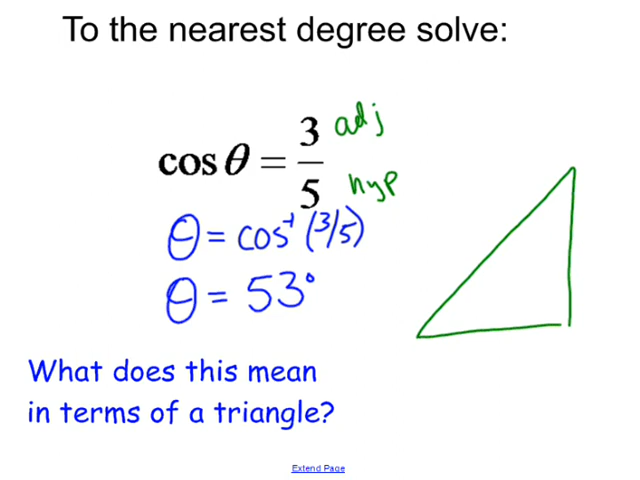 To the nearest degree solve:
cos θ = 3/5 adj hyp
θ = cos⁻¹ (3/5)
θ = 53°
What does this mean
in terms of a triangle?
Extend Page